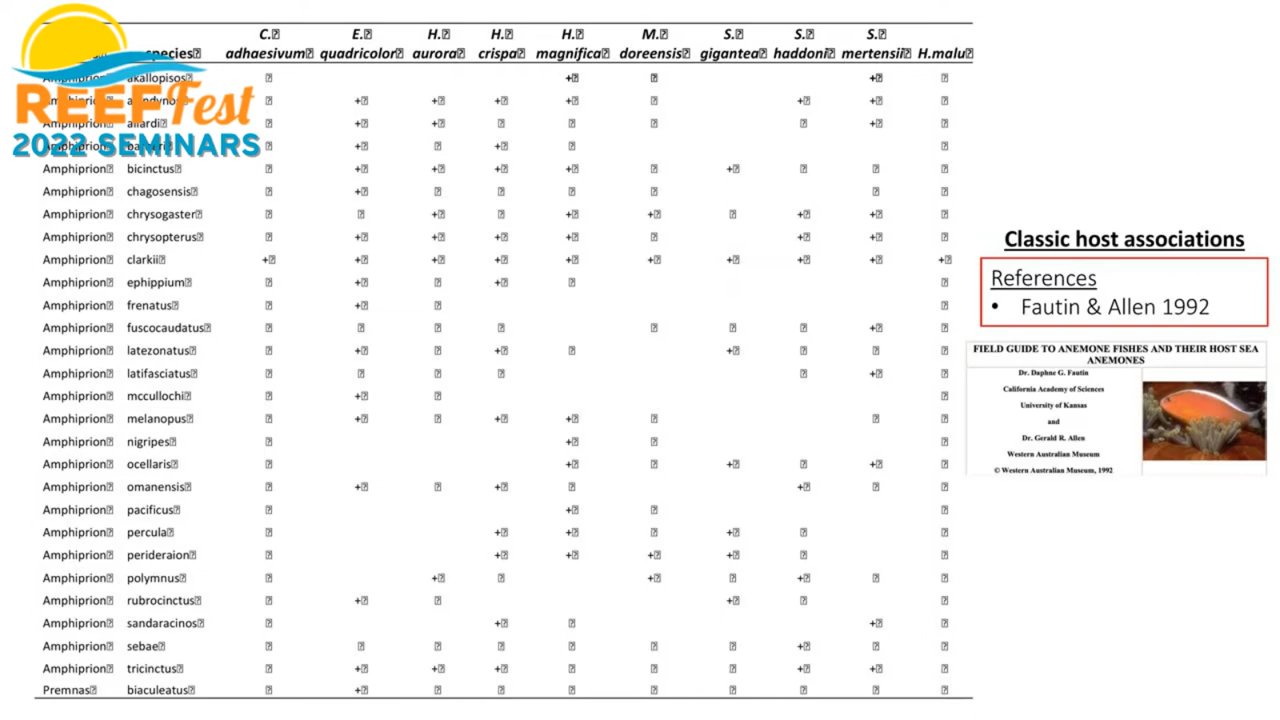 C. E. H. H. H. M. S. S. S.
species adhaesivum quadricolor aurora crispa magnifica doreensis gigantea haddoni mertensii H.malu
akallopisos + +
+ + + + + +
allardi + + +
+ +
Amphiprion bicinctus + + + + +
Amphiprion chagosensis +
Amphiprion chrysogaster + + + + +
Amphiprion chrysopterus + + + + + +
Amphiprion clarkii + + + + + + + + + +
Amphiprion ephippium + +
Amphiprion frenatus +
Amphiprion fuscocaudatus +
Amphiprion latezonatus + + +
Amphiprion latifasciatus +
Amphiprion mccullochi +
Amphiprion melanopus + + +
Amphiprion nigripes +
Amphiprion ocellaris + + +
Amphiprion omanensis + + +
Amphiprion pacificus +
Amphiprion percula + + +
Amphiprion perideraion + + + +
Amphiprion polymnus + + +
Amphiprion rubrocinctus + +
Amphiprion sandaracinos + +
Amphiprion sebae +
Amphiprion tricinctus + + + + +
Premnas biaculeatus +
REEF Fest
2022 SEMINARS
Classic host associations
References
• Fautin & Allen 1992
FIELD GUIDE TO ANEMONE FISHES AND THEIR HOST SEA
ANEMONES
Dr. Daphne G. Fautin
California Academy of Sciences
University of Kansas
and
Dr. Gerald R. Allen
Western Australian Museum
© Western Australian Museum, 1992